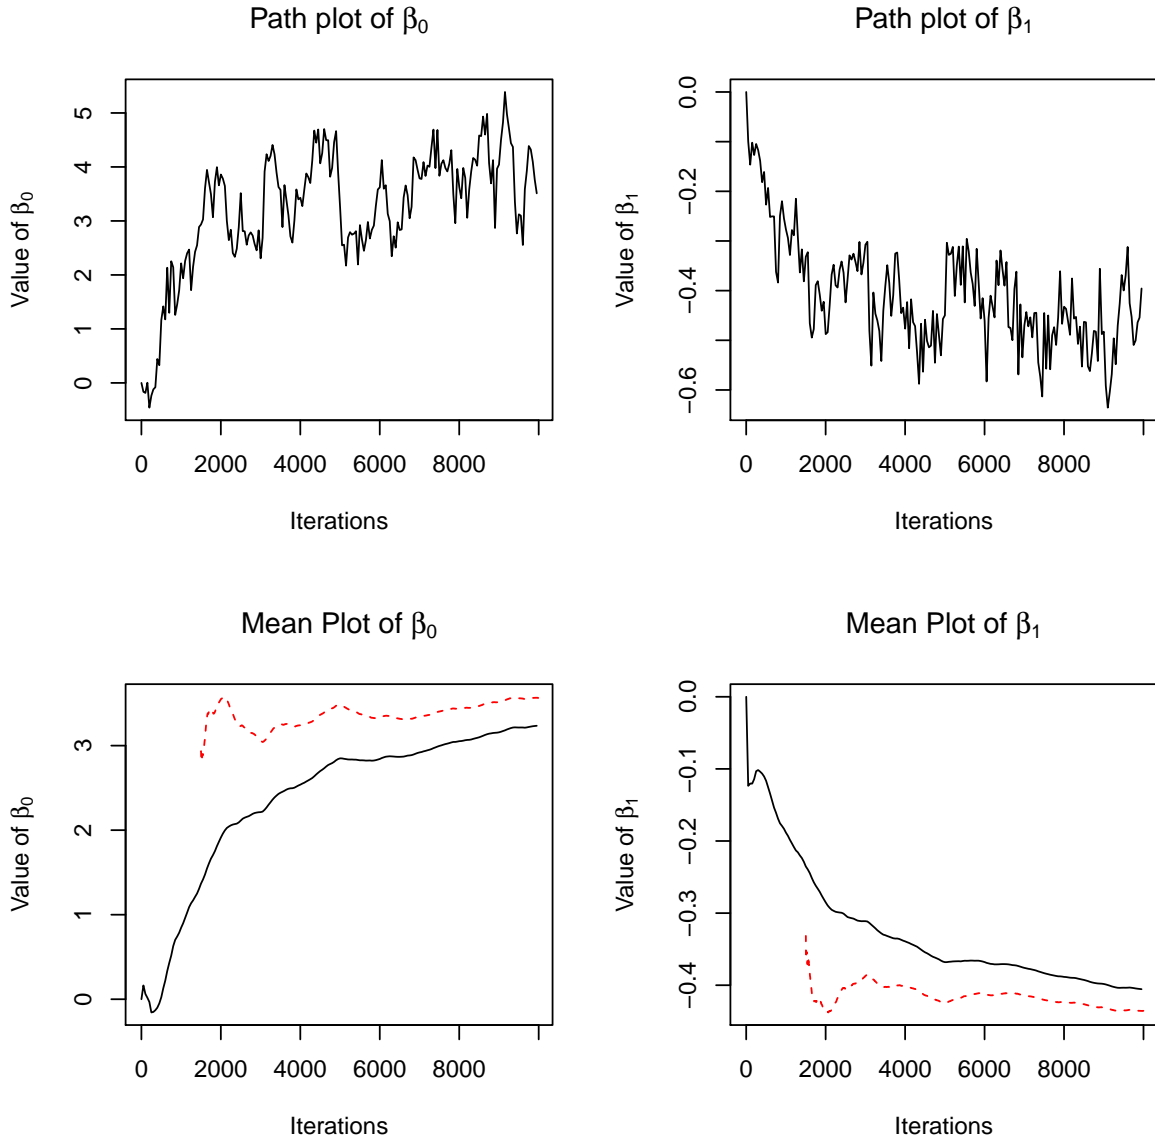 Path plot of β0
Value of β0
5
4
3
2
1
0
0 2000 4000 6000 8000
Iterations
Path plot of β1
Value of β1
0.0
−0.2
−0.4
−0.6
0 2000 4000 6000 8000
Iterations
Mean Plot of β0
Value of β0
3
2
1
0
0 2000 4000 6000 8000
Iterations
Mean Plot of β1
Value of β1
0.0
−0.1
−0.2
−0.3
−0.4
0 2000 4000 6000 8000
Iterations